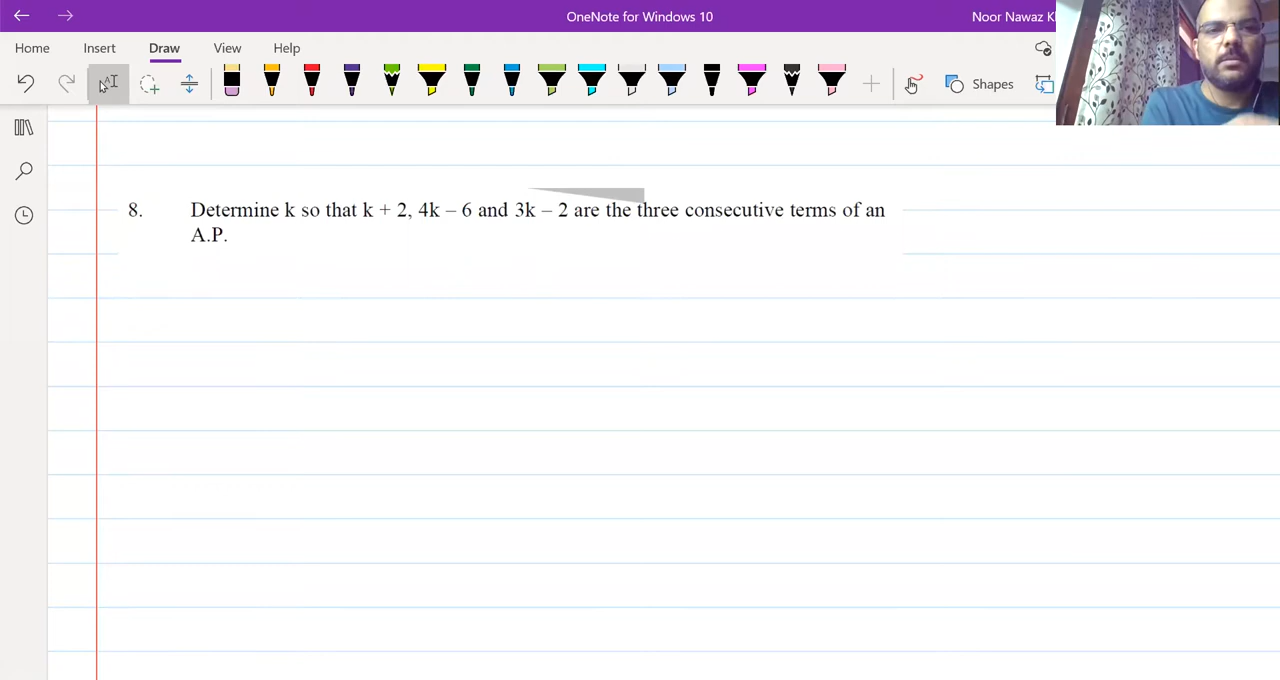 OneNote for Windows 10
Noor Nawaz Kh
Home Insert Draw View Help
Shapes
8. Determine k so that k + 2, 4k – 6 and 3k – 2 are the three consecutive terms of an
A.P.